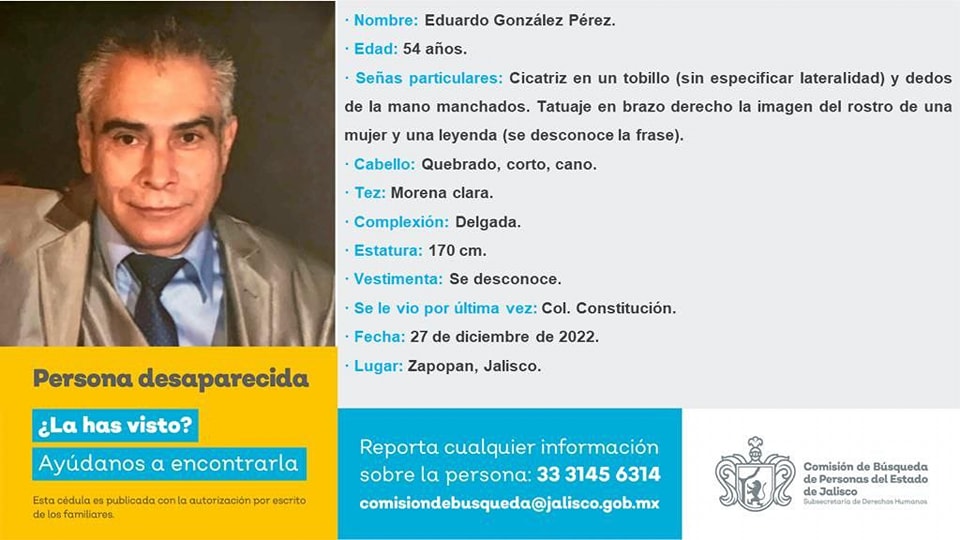 · Nombre: Eduardo González Pérez.
· Edad: 54 años.
· Señas particulares: Cicatriz en un tobillo (sin especificar lateralidad) y dedos
de la mano manchados. Tatuaje en brazo derecho la imagen del rostro de una
mujer y una leyenda (se desconoce la frase).
· Cabello: Quebrado, corto, cano.
· Tez: Morena clara.
· Complexión: Delgada.
· Estatura: 170 cm.
· Vestimenta: Se desconoce.
· Se le vio por última vez: Col. Constitución.
· Fecha: 27 de diciembre de 2022.
· Lugar: Zapopan, Jalisco.
Persona desaparecida
¿La has visto?
Ayúdanos a encontrarla
Esta cédula es publicada con la autorización por escrito
de los familiares.
Reporta cualquier información
sobre la persona: 33 3145 6314
comisiondebusqueda@jalisco.gob.mx
Comisión de Búsqueda
de Personas del Estado
de Jalisco
Subsecretaría de Derechos Humanos